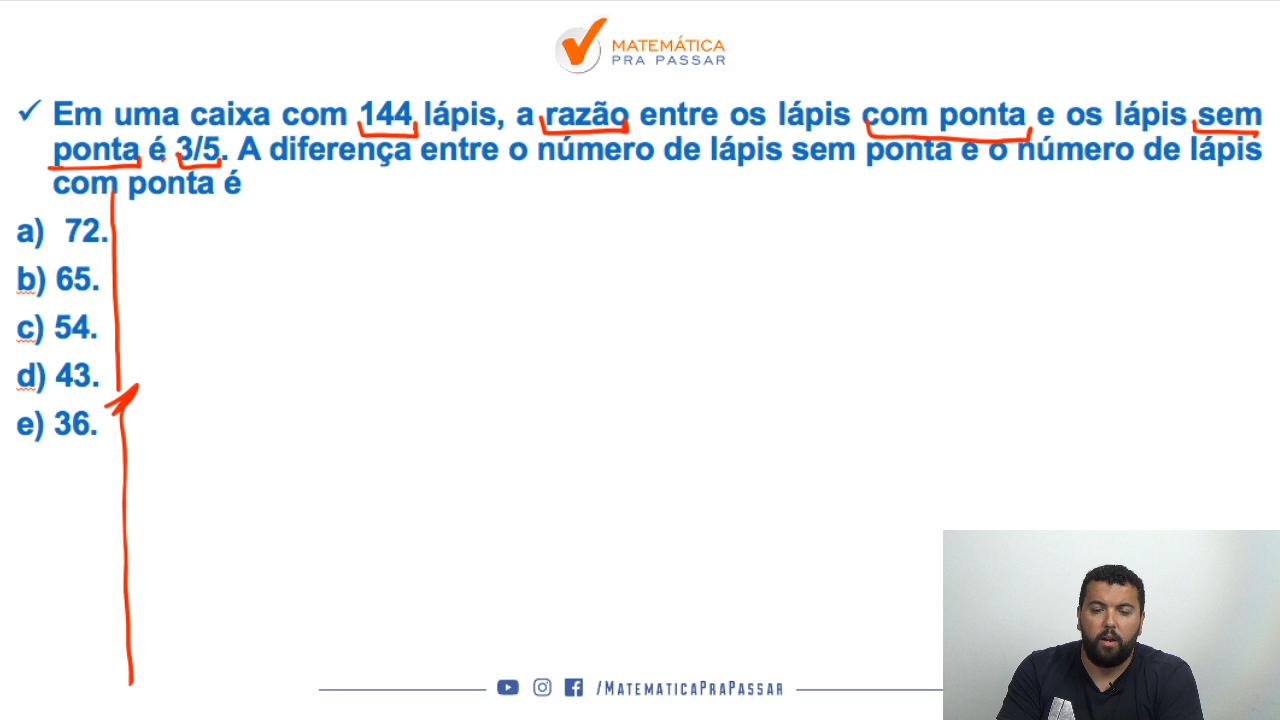 MATEMÁTICA
PRA PASSAR
✓ Em uma caixa com 144 lápis, a razão entre os lápis com ponta e os lápis sem
ponta é 3/5. A diferença entre o número de lápis sem ponta e o número de lápis
com ponta é
a) 72.
b) 65.
c) 54.
d) 43.
e) 36.
/MATEMATICAPRAPASSAR